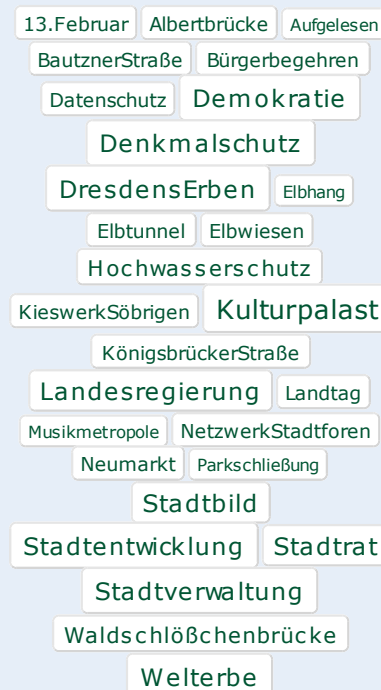 13.Februar Albertbrücke Aufgelesen
BautznerStraße Bürgerbegehren
Datenschutz Demokratie
Denkmalschutz
DresdensErben Elbhang
Elbtunnel Elbwiesen
Hochwasserschutz
KieswerkSöbrigen Kulturpalast
KönigsbrückerStraße
Landesregierung Landtag
Musikmetropole NetzwerkStadtforen
Neumarkt Parkschließung
Stadtbild
Stadtentwicklung Stadtrat
Stadtverwaltung
Waldschlößchenbrücke
Welterbe